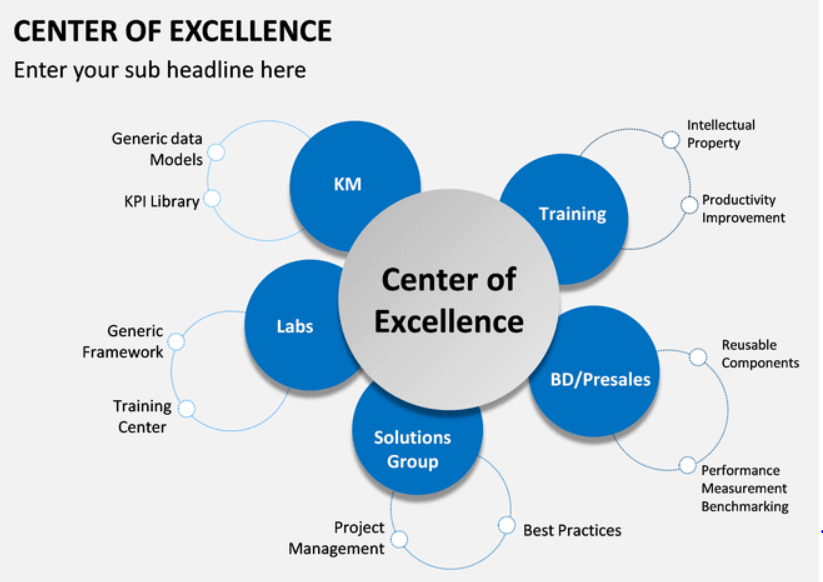 CENTER OF EXCELLENCE
Enter your sub headline here
Generic data
Models
KPI Library
KM
Intellectual
Property
Productivity
Improvement
Training
Center of
Excellence
Generic
Framework
Training
Center
Labs
BD/Presales
Reusable
Components
Performance
Measurement
Benchmarking
Solutions
Group
Project
Management
Best Practices